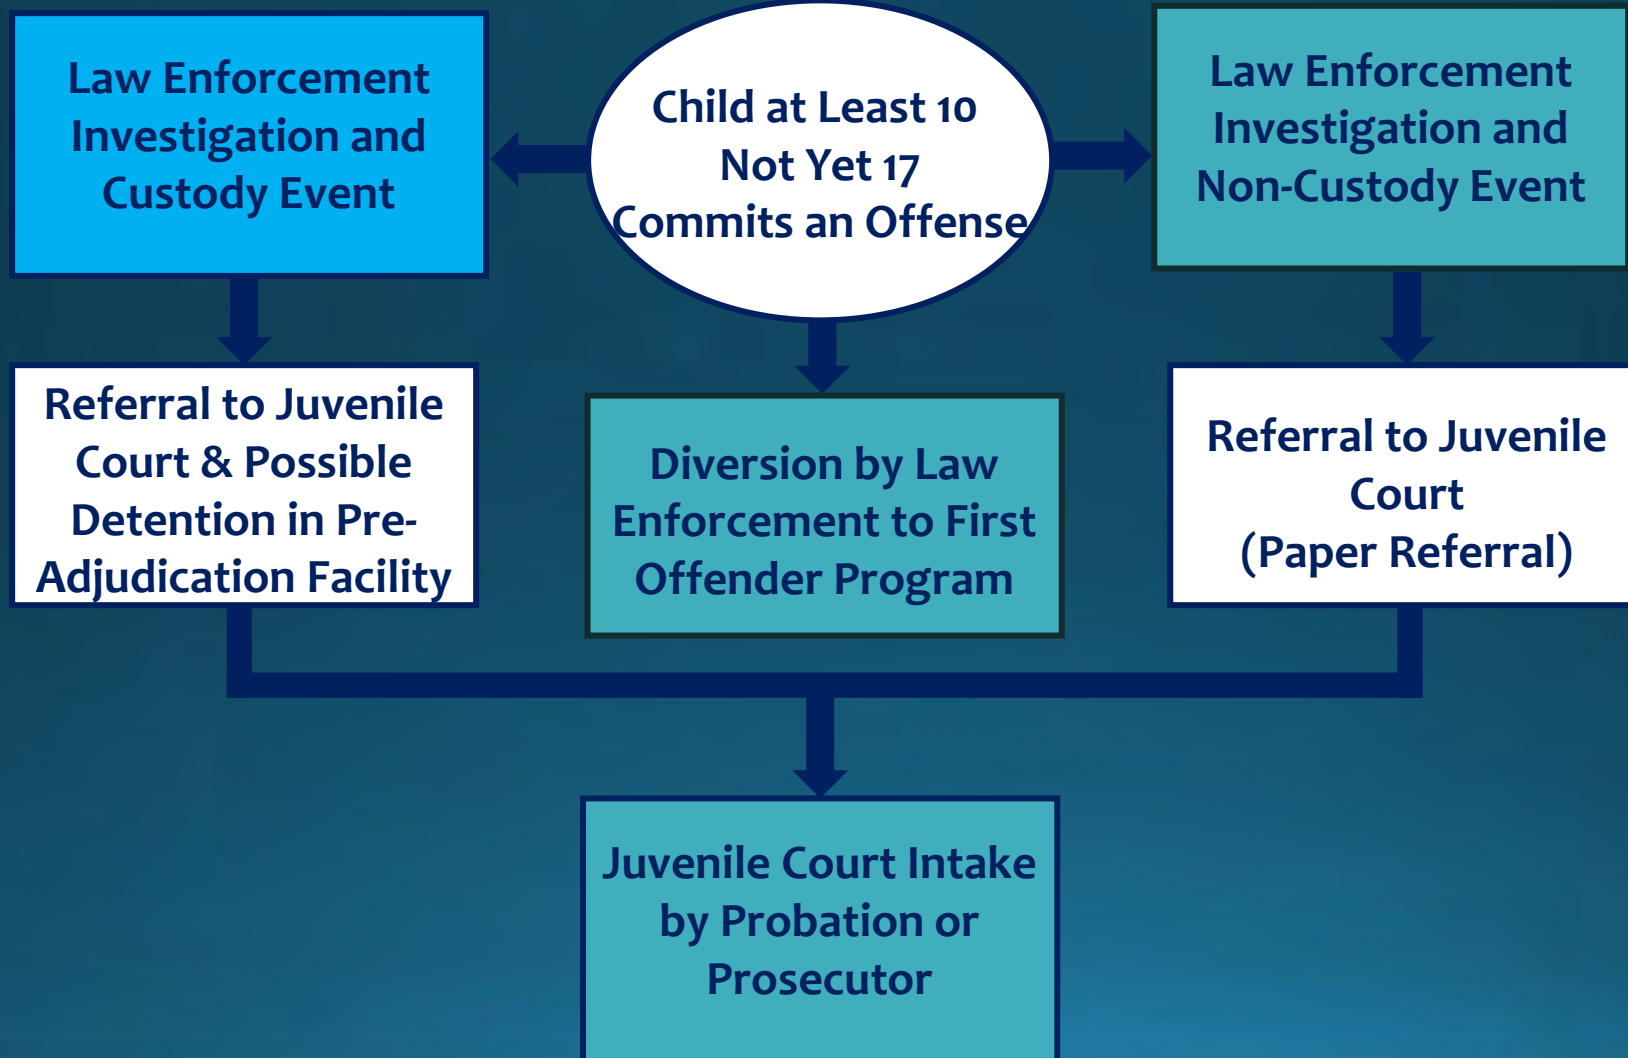 Law Enforcement
Investigation and
Custody Event
Child at Least 10
Not Yet 17
Commits an Offense
Law Enforcement
Investigation and
Non-Custody Event
Referral to Juvenile
Court & Possible
Detention in Pre-
Adjudication Facility
Diversion by Law
Enforcement to First
Offender Program
Referral to Juvenile
Court
(Paper Referral)
Juvenile Court Intake
by Probation or
Prosecutor